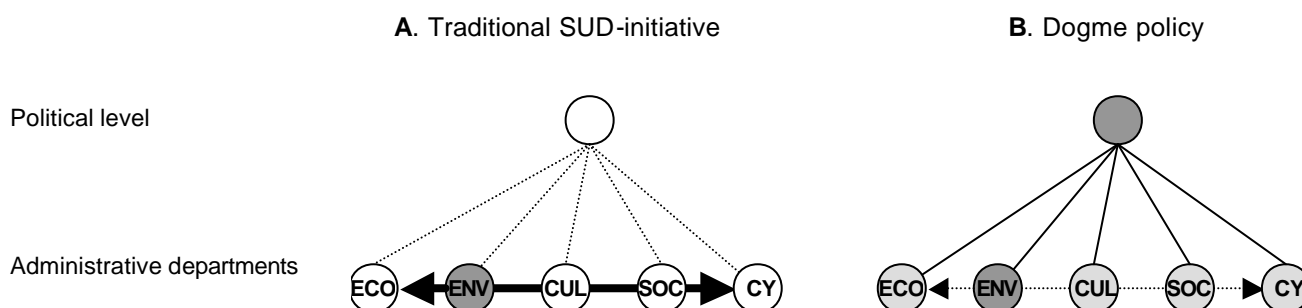 A. Traditional SUD-initiative
B. Dogme policy
Political level
Administrative departments
ECO ENV CUL SOC CY
ECO ENV CUL SOC CY